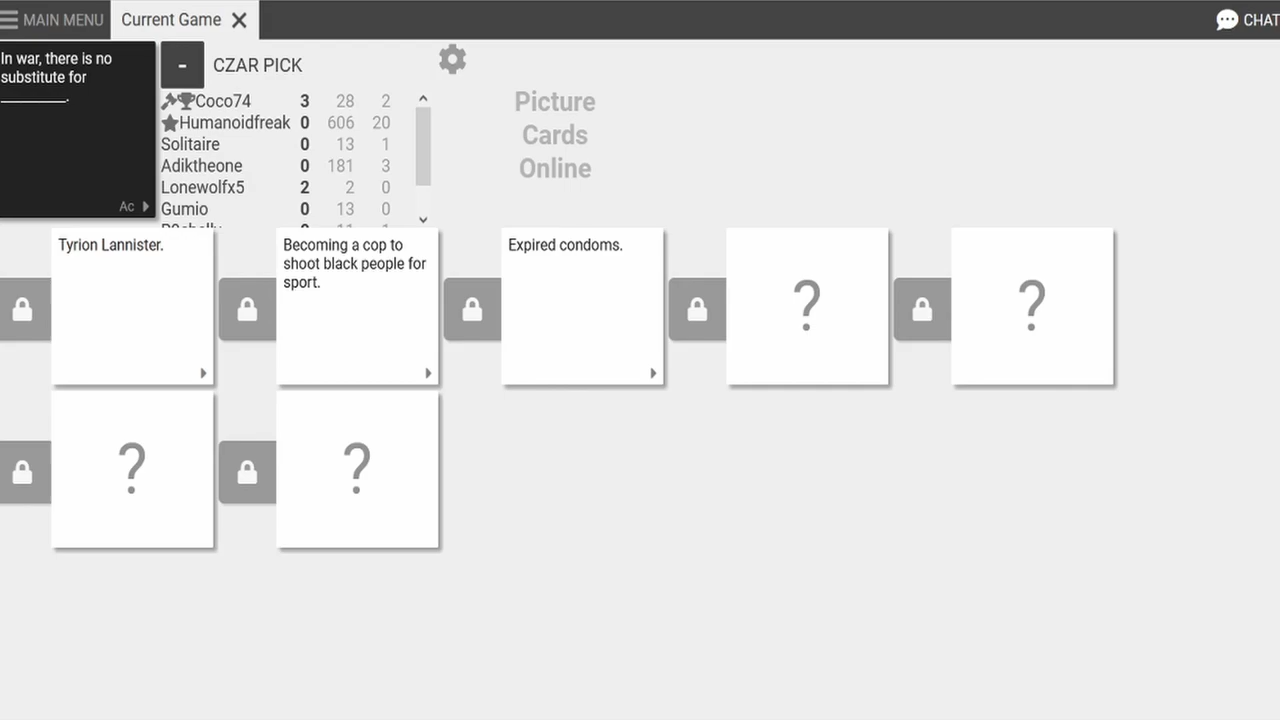 MAIN MENU
Current Game
CHAT
In war, there is no
substitute for
________.
Ac
-
CZAR PICK
Coco74 3 28 2
Humanoidfreak 0 606 20
Solitaire 0 13 1
Adiktheone 0 181 3
Lonewolfx5 2 2 0
Gumio 0 13 0
Picture
Cards
Online
Tyrion Lannister.
Becoming a cop to
shoot black people for
sport.
Expired condoms.
?
?
?
?